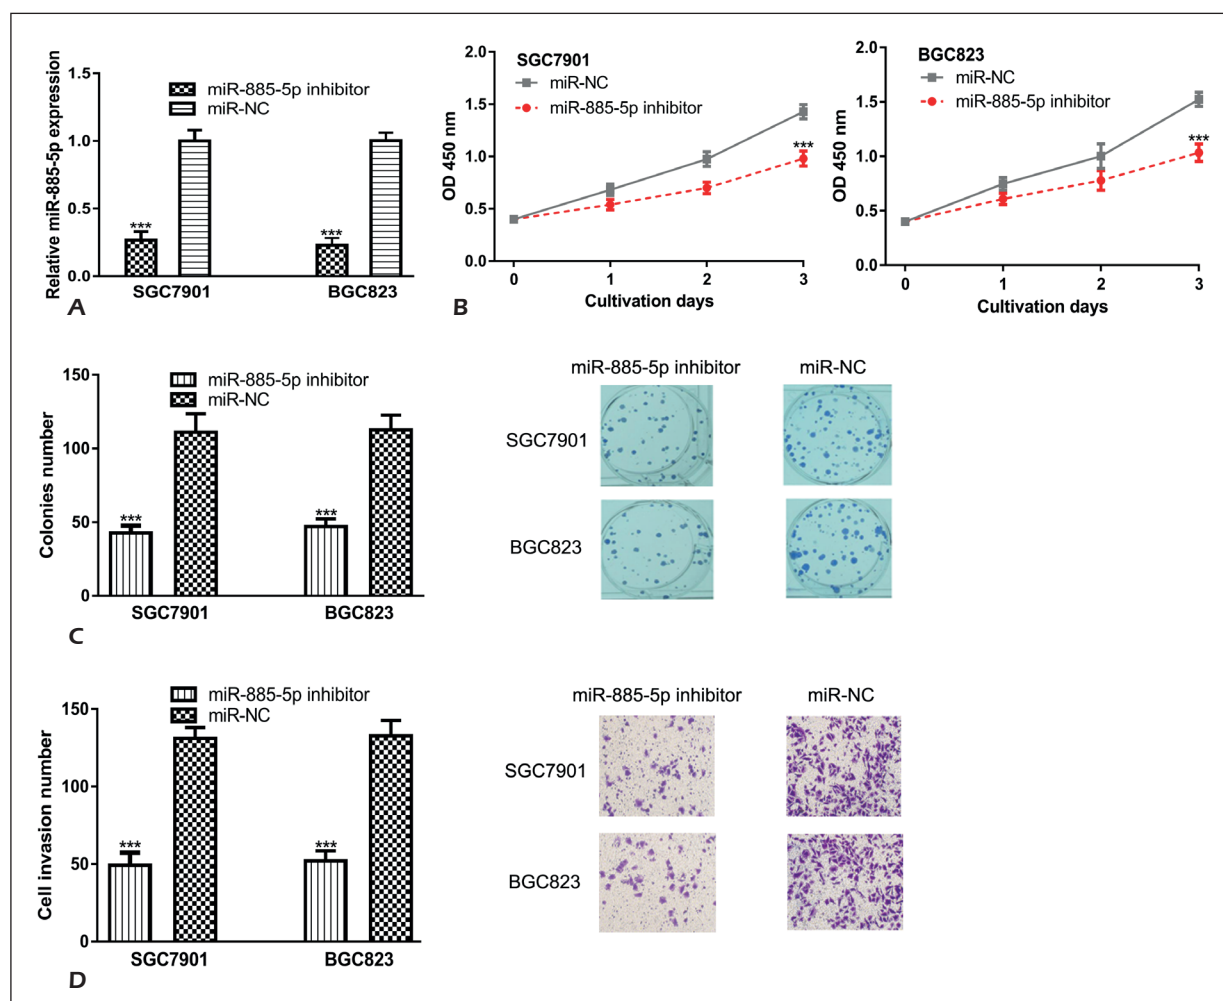 Relative miR-885-5p expression
1.5
1.0
0.5
0.0
miR-885-5p inhibitor
miR-NC
***
***
SGC7901
BGC823
A
OD 450 nm
2.0
1.5
1.0
0.5
0.0
SGC7901
miR-NC
miR-885-5p inhibitor
***
0 1 2 3
Cultivation days
B
OD 450 nm
2.0
1.5
1.0
0.5
0.0
BGC823
miR-NC
miR-885-5p inhibitor
***
0 1 2 3
Cultivation days
Colonies number
150
100
50
0
miR-885-5p inhibitor
miR-NC
***
***
SGC7901
BGC823
C
miR-885-5p inhibitor
miR-NC
SGC7901
BGC823
Cell invasion number
150
100
50
0
miR-885-5p inhibitor
miR-NC
***
***
SGC7901
BGC823
D
miR-885-5p inhibitor
miR-NC
SGC7901
BGC823